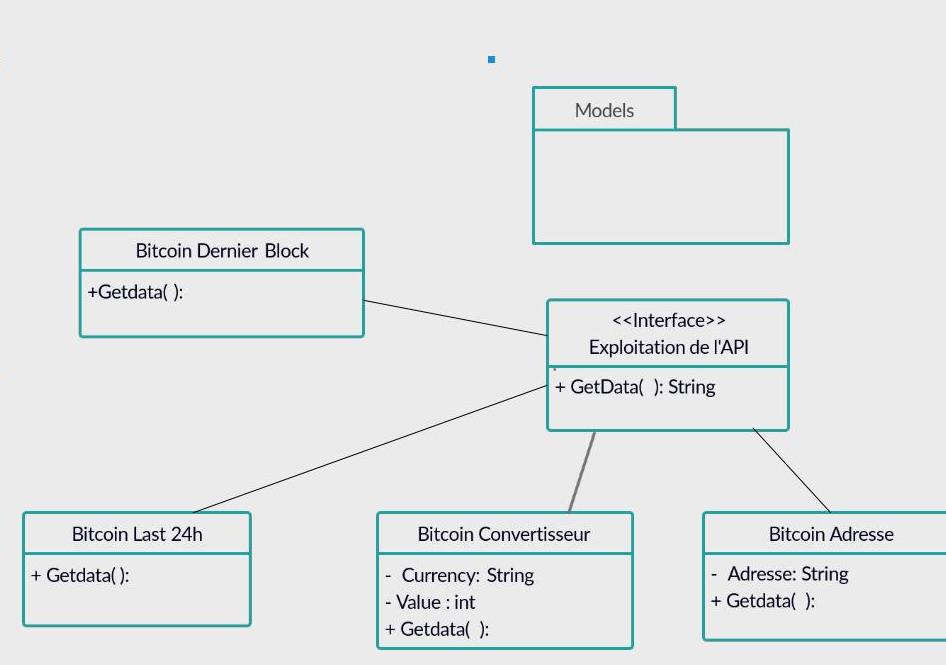 Models
Bitcoin Dernier Block
+Getdata( ):
<<Interface>>
Exploitation de l'API
+ GetData( ): String
Bitcoin Last 24h
+ Getdata( ):
Bitcoin Convertisseur
- Currency: String
- Value : int
+ Getdata( ):
Bitcoin Adresse
- Adresse: String
+ Getdata( ):